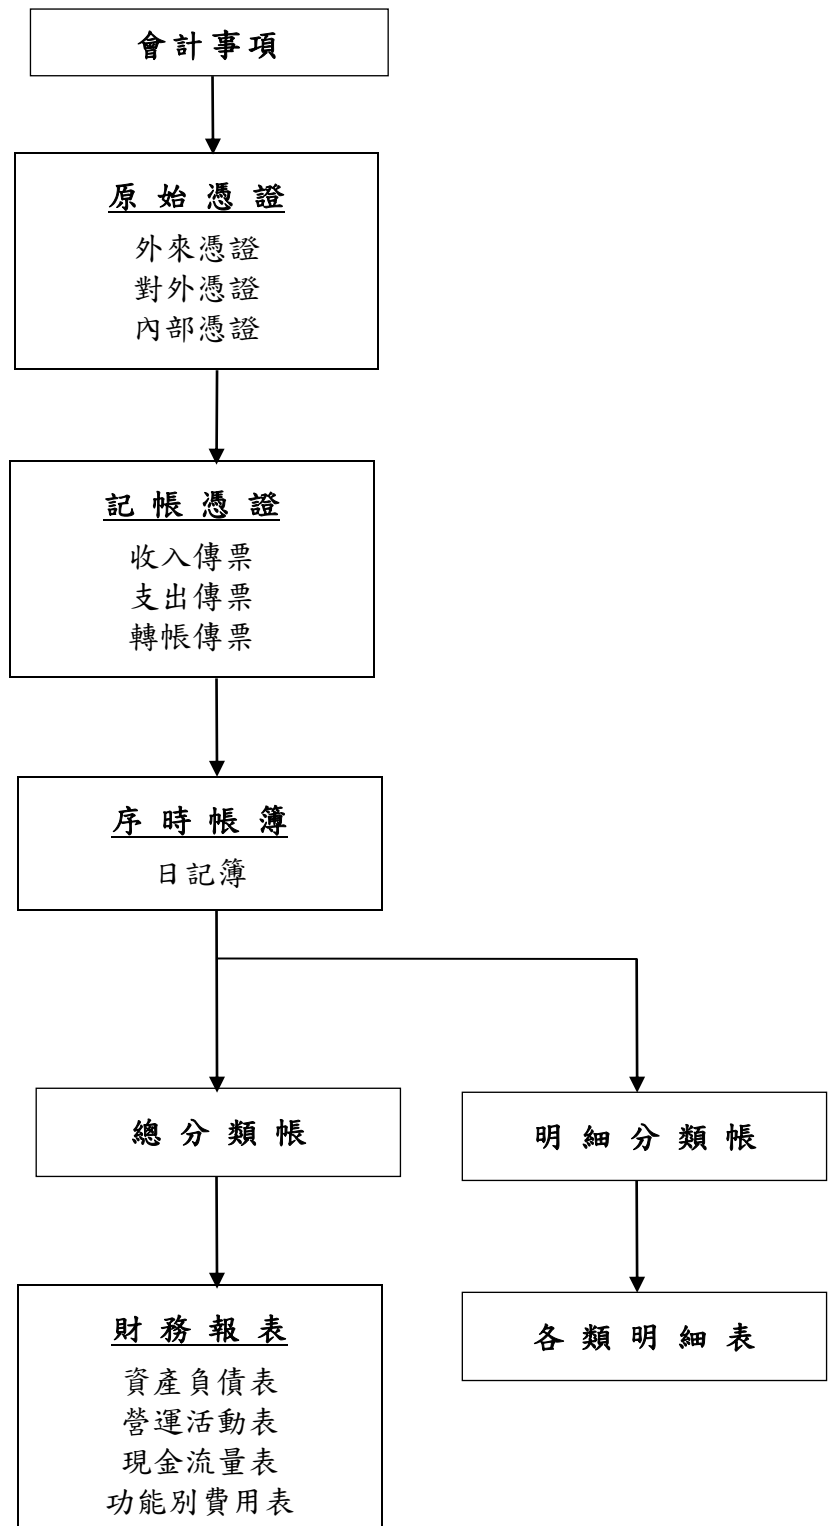 會計事項
原始憑證
外來憑證
對外憑證
內部憑證
記帳憑證
收入傳票
支出傳票
轉帳傳票
序時帳簿
日記簿
總分類帳
明細分類帳
財務報表
資產負債表
營運活動表
現金流量表
功能別費用表
各類明細表